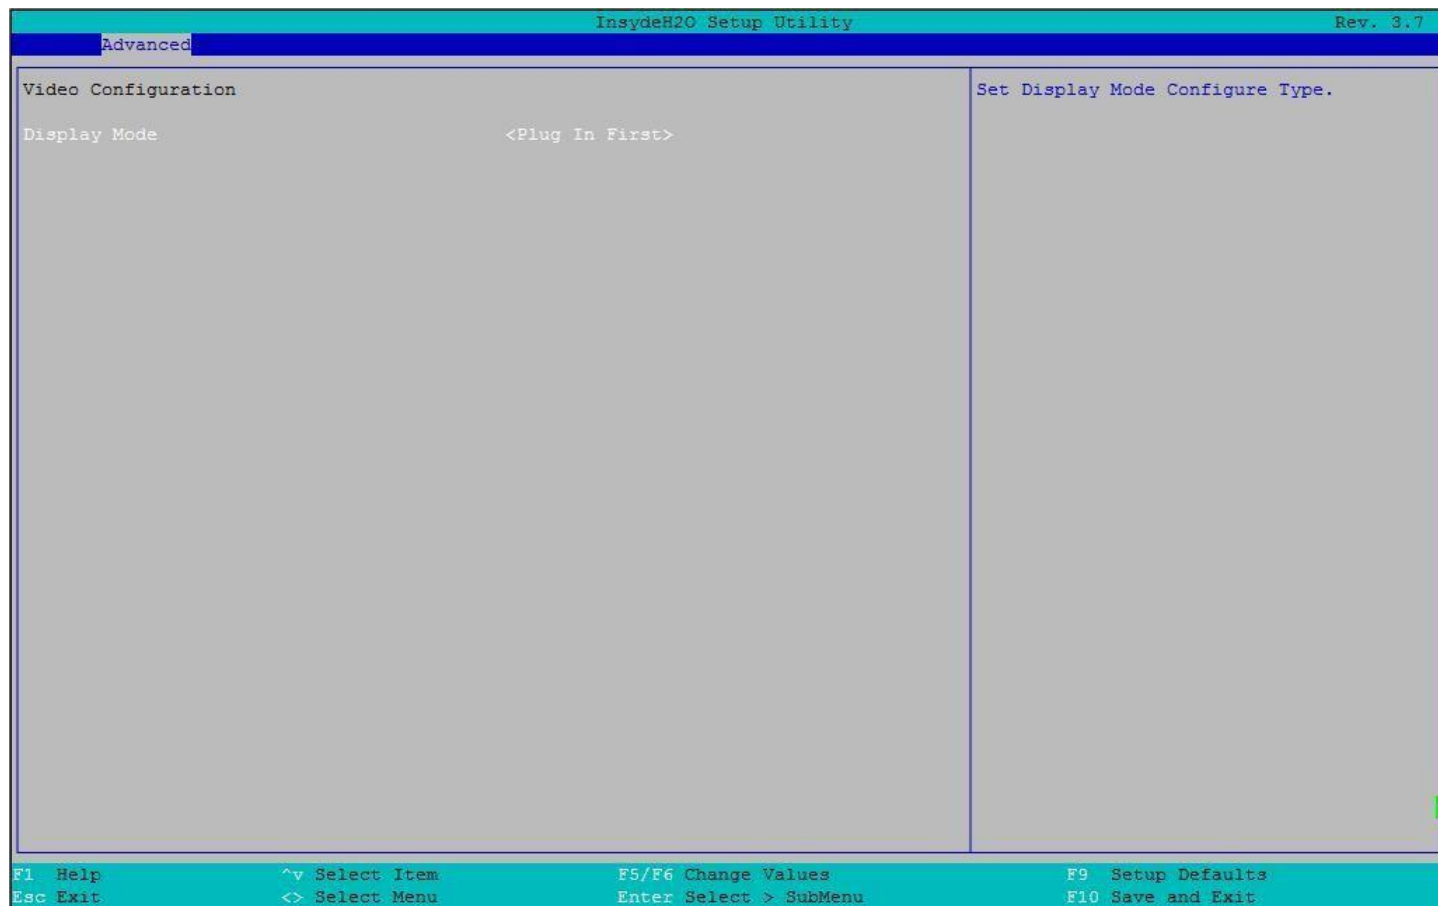 InsydeH2O Setup Utility Rev. 3.7
Advanced
Video Configuration
Set Display Mode Configure Type.
Display Mode <Plug In First>
F1 Help ^v Select Item F5/F6 Change Values F9 Setup Defaults
Esc Exit <> Select Menu Enter Select > SubMenu F10 Save and Exit